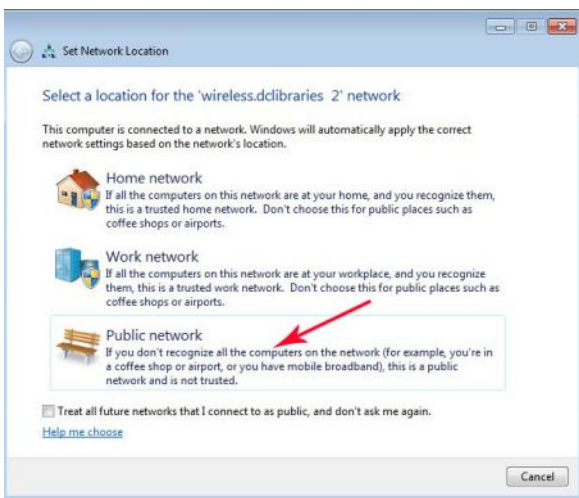 Set Network Location
Select a location for the 'wireless.dclibraries 2' network
This computer is connected to a network. Windows will automatically apply the correct
network settings based on the network's location.
Home network
If all the computers on this network are at your home, and you recognize them,
this is a trusted home network. Don't choose this for public places such as
coffee shops or airports.
Work network
If all the computers on this network are at your workplace, and you recognize
them, this is a trusted work network. Don't choose this for public places such as
coffee shops or airports.
Public network
If you don't recognize all the computers on the network (for example, you're in
a coffee shop or airport, or you have mobile broadband), this is a public
network and is not trusted.
Treat all future networks that I connect to as public, and don't ask me again.
Help me choose
Cancel